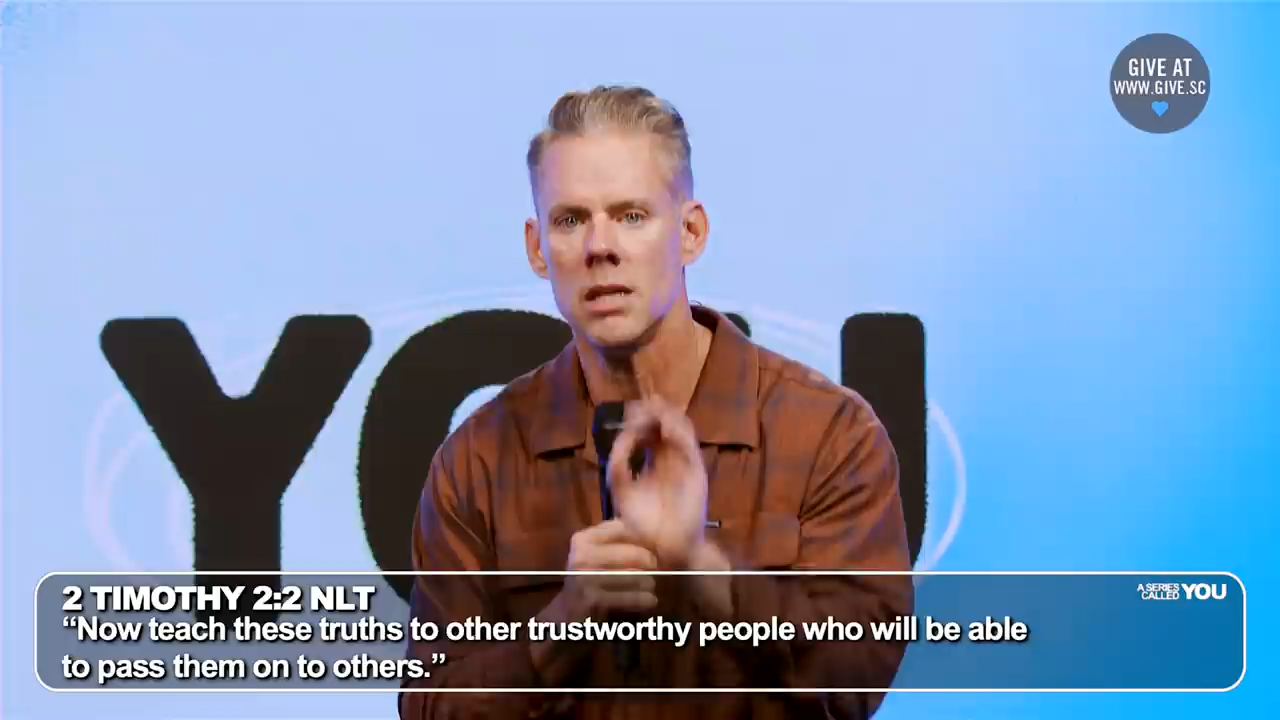 GIVE AT
WWW.GIVE.SC
YOU
2 TIMOTHY 2:2 NLT
A SERIES
CALLED YOU
“Now teach these truths to other trustworthy people who will be able
to pass them on to others.”